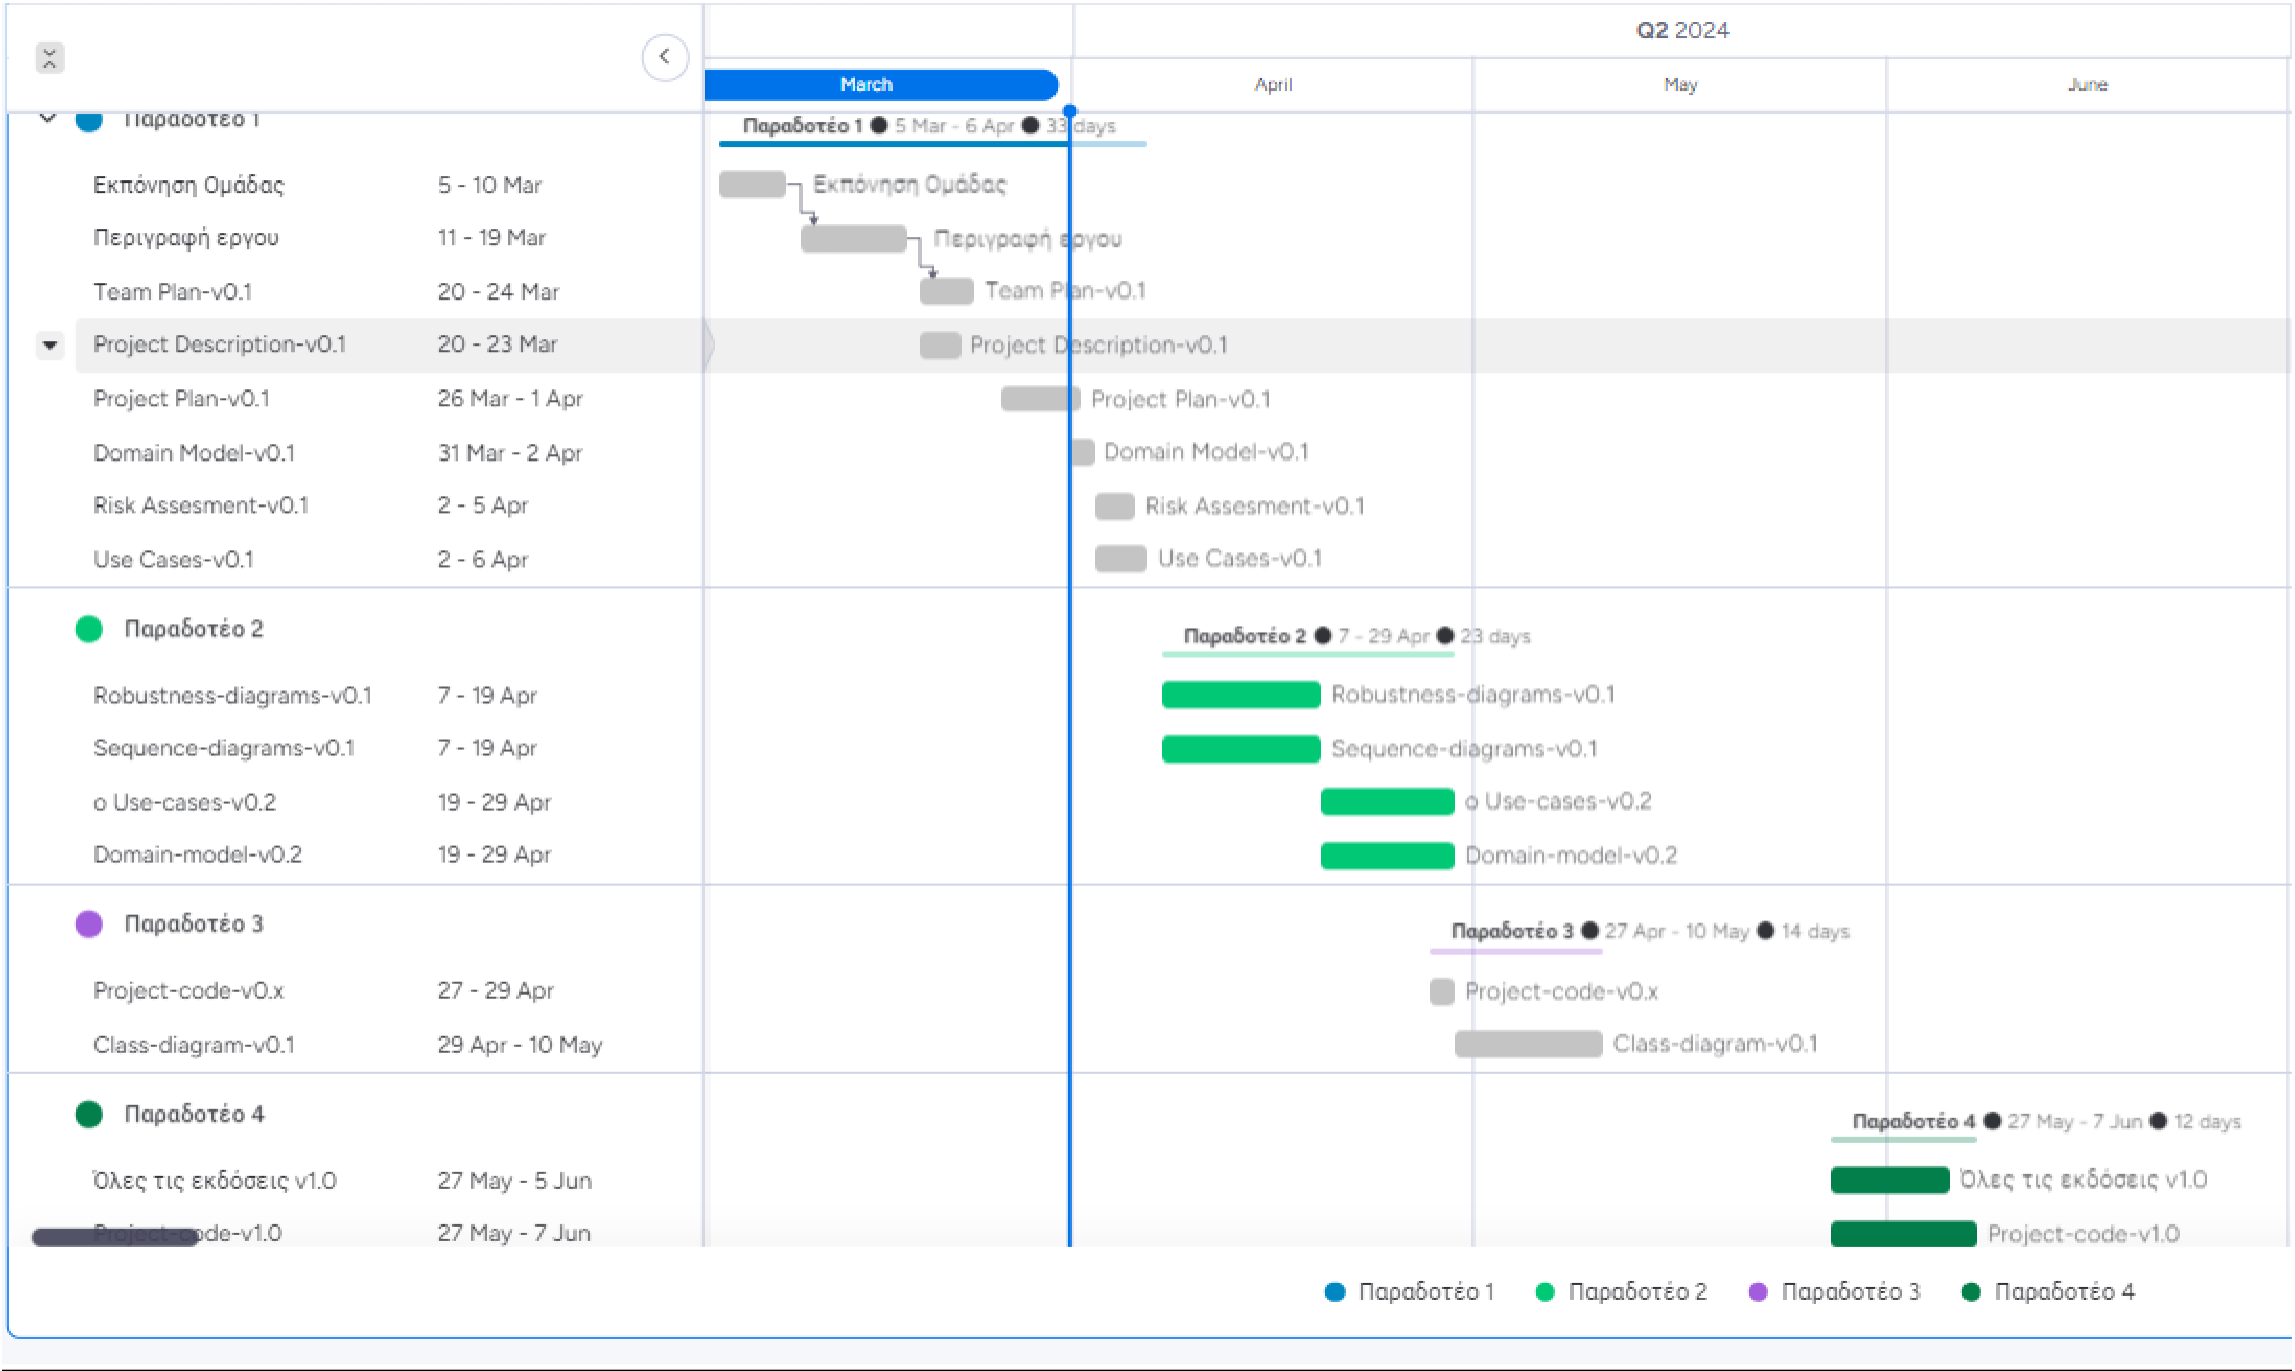 Q2 2024
March April May June
Παραδοτέο 1
Παραδοτέο 1 ● 5 Mar - 6 Apr ● 33 days
Εκπόνηση Ομάδας 5 - 10 Mar Εκπόνηση Ομάδας
Περιγραφή εργου 11 - 19 Mar Περιγραφή εργου
Team Plan-v0.1 20 - 24 Mar Team Plan-v0.1
Project Description-v0.1 20 - 23 Mar Project Description-v0.1
Project Plan-v0.1 26 Mar - 1 Apr Project Plan-v0.1
Domain Model-v0.1 31 Mar - 2 Apr Domain Model-v0.1
Risk Assesment-v0.1 2 - 5 Apr Risk Assesment-v0.1
Use Cases-v0.1 2 - 6 Apr Use Cases-v0.1
Παραδοτέο 2 Παραδοτέο 2 ● 7 - 29 Apr ● 23 days
Robustness-diagrams-v0.1 7 - 19 Apr Robustness-diagrams-v0.1
Sequence-diagrams-v0.1 7 - 19 Apr Sequence-diagrams-v0.1
o Use-cases-v0.2 19 - 29 Apr o Use-cases-v0.2
Domain-model-v0.2 19 - 29 Apr Domain-model-v0.2
Παραδοτέο 3 Παραδοτέο 3 ● 27 Apr - 10 May ● 14 days
Project-code-v0.x 27 - 29 Apr Project-code-v0.x
Class-diagram-v0.1 29 Apr - 10 May Class-diagram-v0.1
Παραδοτέο 4 Παραδοτέο 4 ● 27 May - 7 Jun ● 12 days
Όλες τις εκδόσεις v1.0 27 May - 5 Jun Όλες τις εκδόσεις v1.0
Project-code-v1.0 27 May - 7 Jun Project-code-v1.0
Παραδοτέο 1 Παραδοτέο 2 Παραδοτέο 3 Παραδοτέο 4